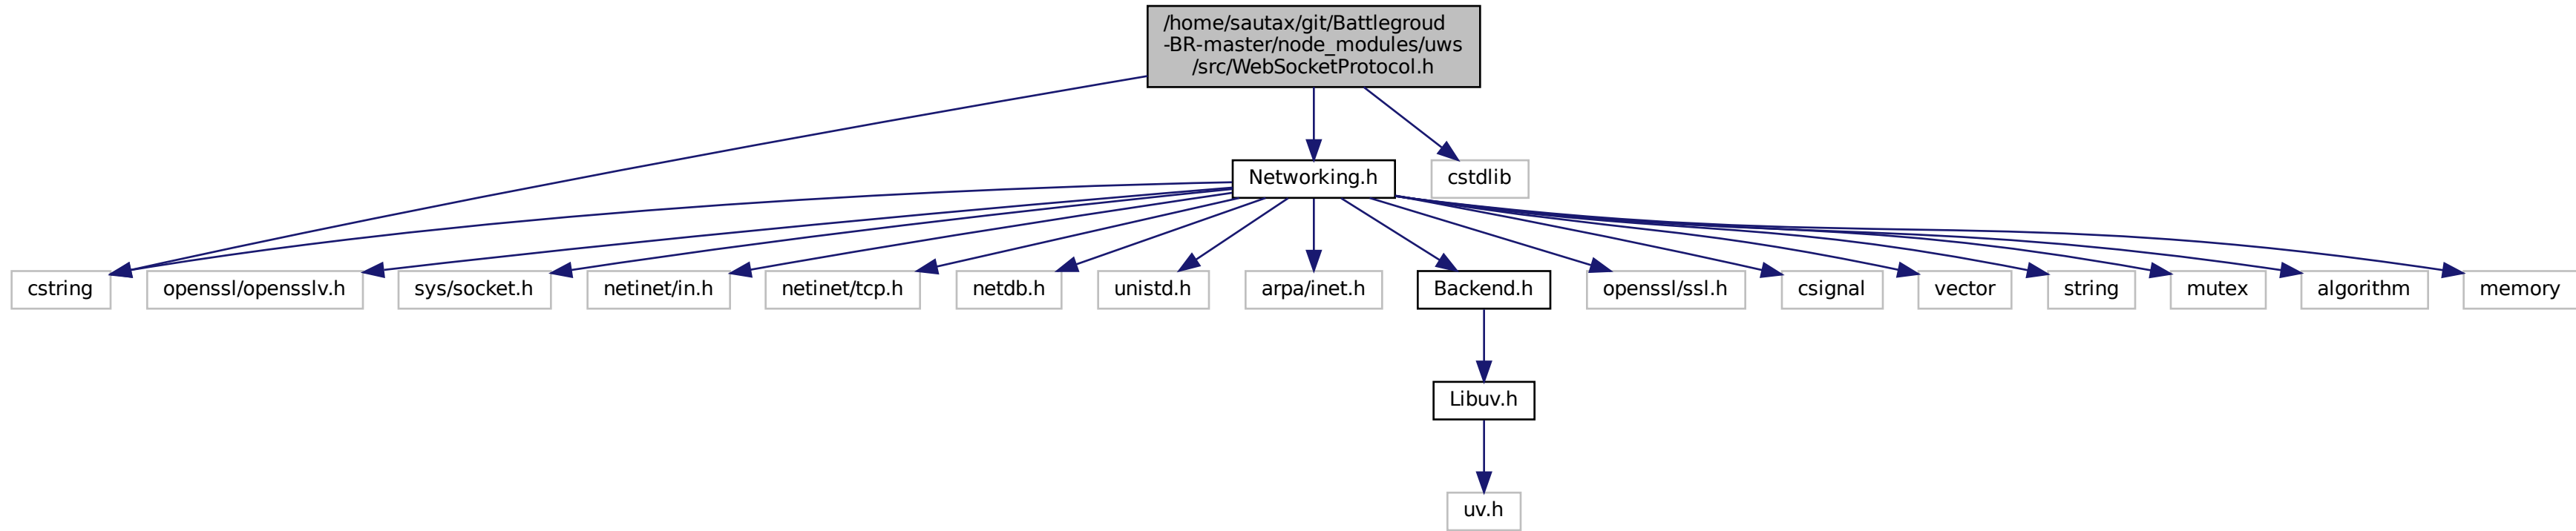 /home/sautax/git/Battlegroud
-BR-master/node_modules/uws
/src/WebSocketProtocol.h
Networking.h
cstdlib
cstring
openssl/opensslv.h
sys/socket.h
netinet/in.h
netinet/tcp.h
netdb.h
unistd.h
arpa/inet.h
Backend.h
openssl/ssl.h
csignal
vector
string
mutex
algorithm
memory
Libuv.h
uv.h